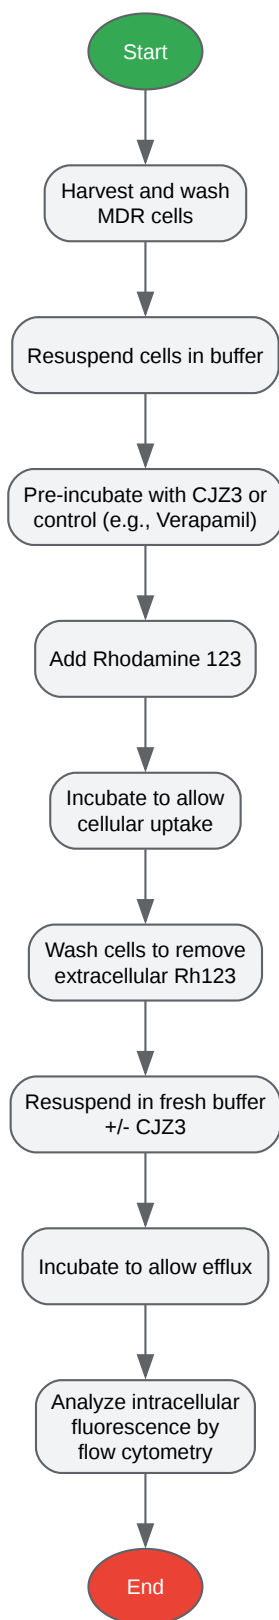 Start
Harvest and wash
MDR cells
Resuspend cells in buffer
Pre-incubate with CJZ3 or
control (e.g., Verapamil)
Add Rhodamine 123
Incubate to allow
cellular uptake
Wash cells to remove
extracellular Rh123
Resuspend in fresh buffer
+/- CJZ3
Incubate to allow efflux
Analyze intracellular
fluorescence by
flow cytometry
End